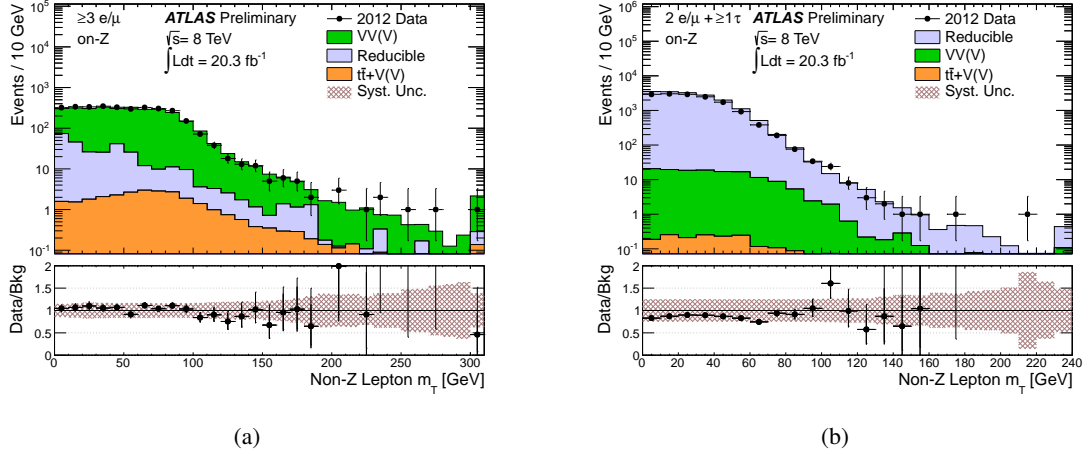 ≥3 e/μ
on-Z
ATLAS Preliminary
√s= 8 TeV
∫Ldt = 20.3 fb⁻¹
2012 Data
VV(V)
Reducible
tt̄+V(V)
Syst. Unc.
Events / 10 GeV
10⁵
10⁴
10³
10²
10
1
10⁻¹
Data/Bkg
2
1.5
1
0.5
0
0 50 100 150 200 250 300
Non-Z Lepton m_T [GeV]
(a)
2 e/μ + ≥1 τ
on-Z
ATLAS Preliminary
√s= 8 TeV
∫Ldt = 20.3 fb⁻¹
2012 Data
Reducible
VV(V)
tt̄+V(V)
Syst. Unc.
Events / 10 GeV
10⁶
10⁵
10⁴
10³
10²
10
1
10⁻¹
Data/Bkg
2
1.5
1
0.5
0 20 40 60 80 100 120 140 160 180 200 220 240
Non-Z Lepton m_T [GeV]
(b)